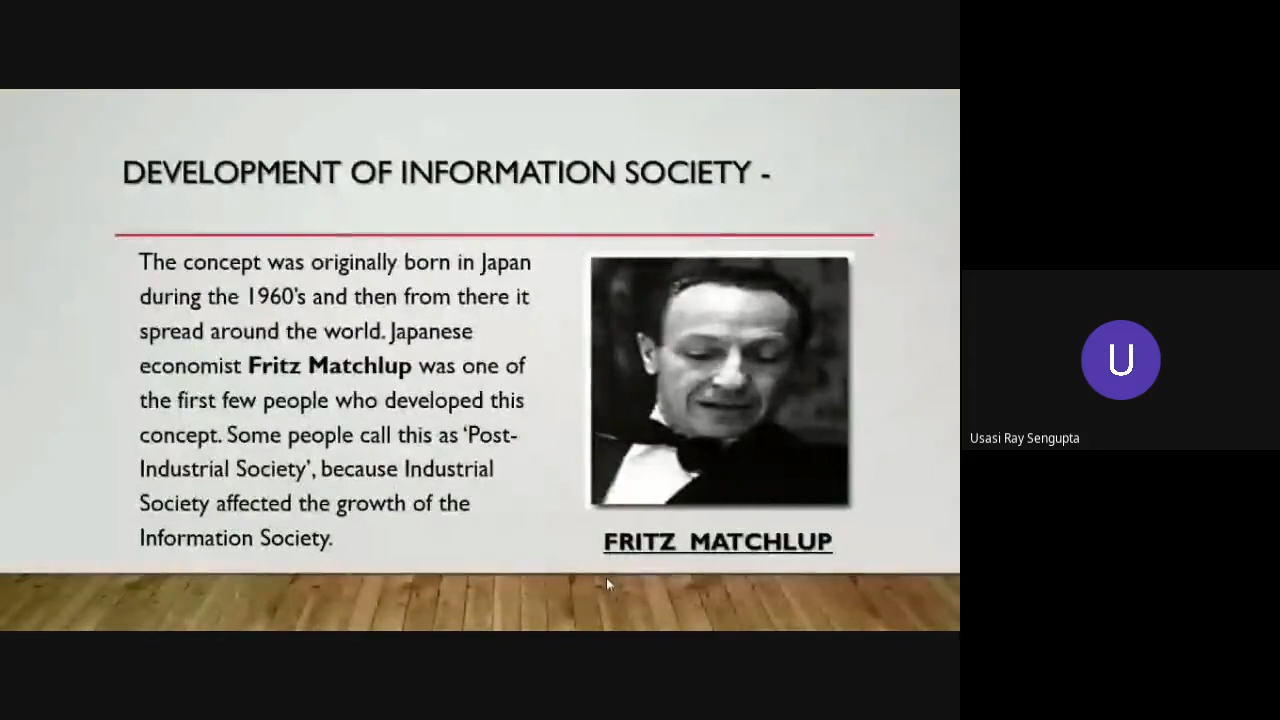 DEVELOPMENT OF INFORMATION SOCIETY -
The concept was originally born in Japan
during the 1960's and then from there it
spread around the world. Japanese
economist Fritz Matchlup was one of
the first few people who developed this
concept. Some people call this as ‘Post-
Industrial Society’, because Industrial
Society affected the growth of the
Information Society.
FRITZ MATCHLUP
U
Usasi Ray Sengupta